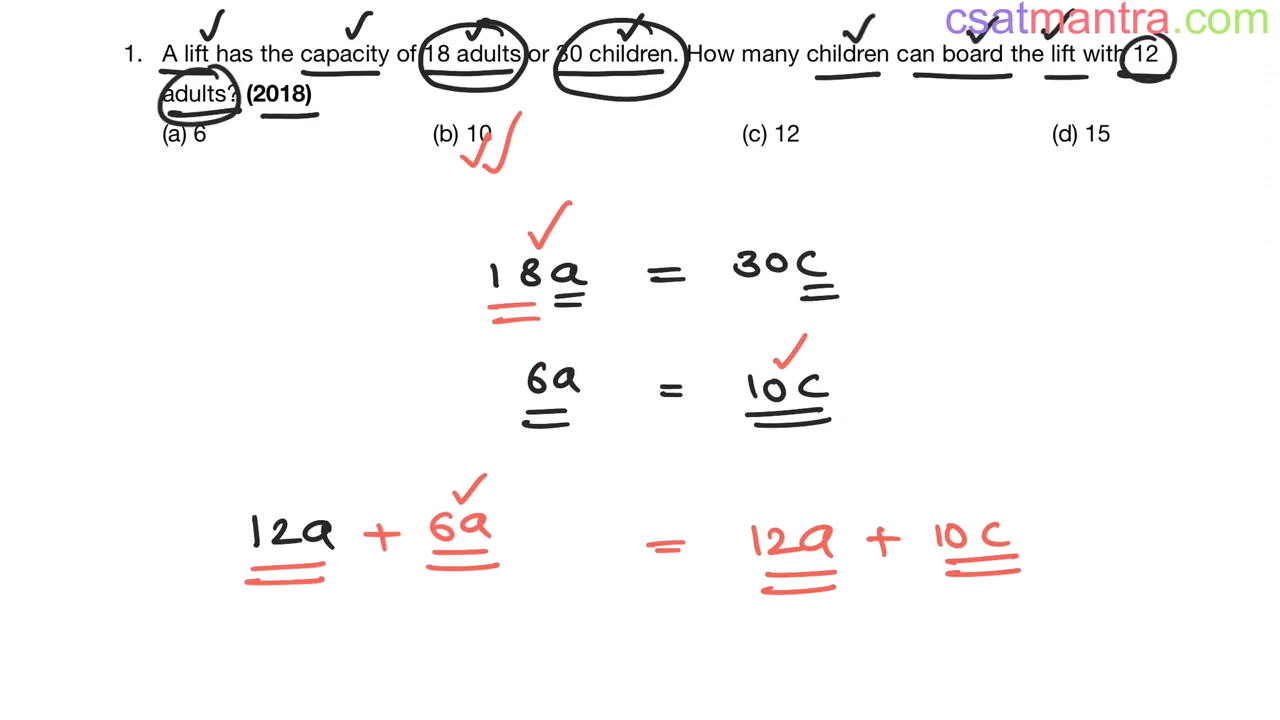 csatmantra.com
1. A lift has the capacity of 18 adults or 30 children. How many children can board the lift with 12
adults? (2018)
(a) 6 (b) 10 (c) 12 (d) 15
18a = 30c
6a = 10c
12a + 6a = 12a + 10c